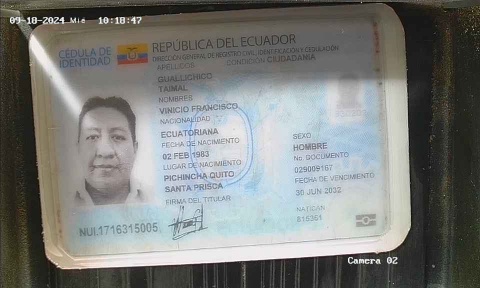 09-18-2024 Mié 10:18:47
CÉDULA DE IDENTIDAD
REPÚBLICA DEL ECUADOR
DIRECCIÓN GENERAL DE REGISTRO CIVIL, IDENTIFICACIÓN Y CEDULACIÓN
APELLIDOS CONDICIÓN CIUDADANÍA
GUALLICHICO
TAIMAL
NOMBRES
VINICIO FRANCISCO
NACIONALIDAD
ECUATORIANA
FECHA DE NACIMIENTO
02 FEB 1983
LUGAR DE NACIMIENTO
PICHINCHA QUITO
SANTA PRISCA
FIRMA DEL TITULAR
SEXO
HOMBRE
No. DOCUMENTO
029009167
FECHA DE VENCIMIENTO
30 JUN 2032
NAT/CAN
815351
NUI.1716315005
Camera 02